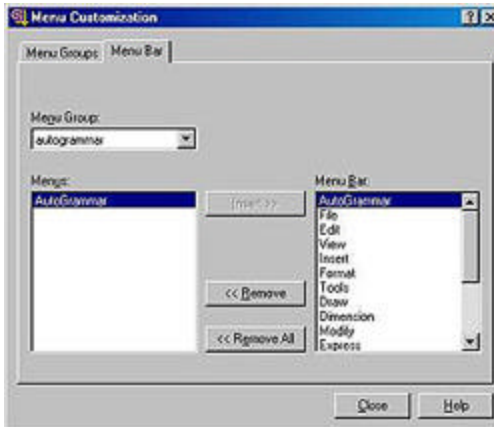 Menu Customization
Menu Groups Menu Bar
Menu Group:
autogrammar
Menus:
Menu Bar:
AutoGrammar
Insert >>
AutoGrammar
File
Edit
View
Insert
Format
Tools
<< Remove
Draw
Dimension
Modify
<< Remove All
Express
Close
Help